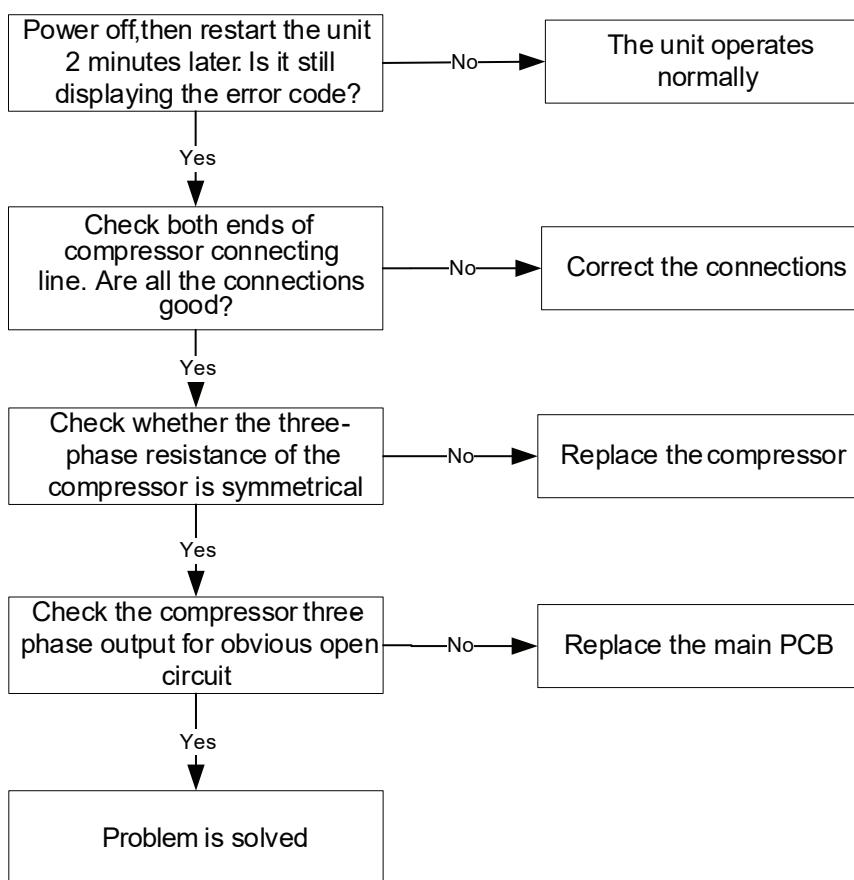 Power off,then restart the unit
2 minutes later. Is it still
displaying the error code?
No
The unit operates
normally
Yes
Check both ends of
compressor connecting
line. Are all the connections
good?
No
Correct the connections
Yes
Check whether the three-
phase resistance of the
compressor is symmetrical
No
Replace the compressor
Yes
Check the compressor three-
phase output for obvious open
circuit
No
Replace the main PCB
Yes
Problem is solved